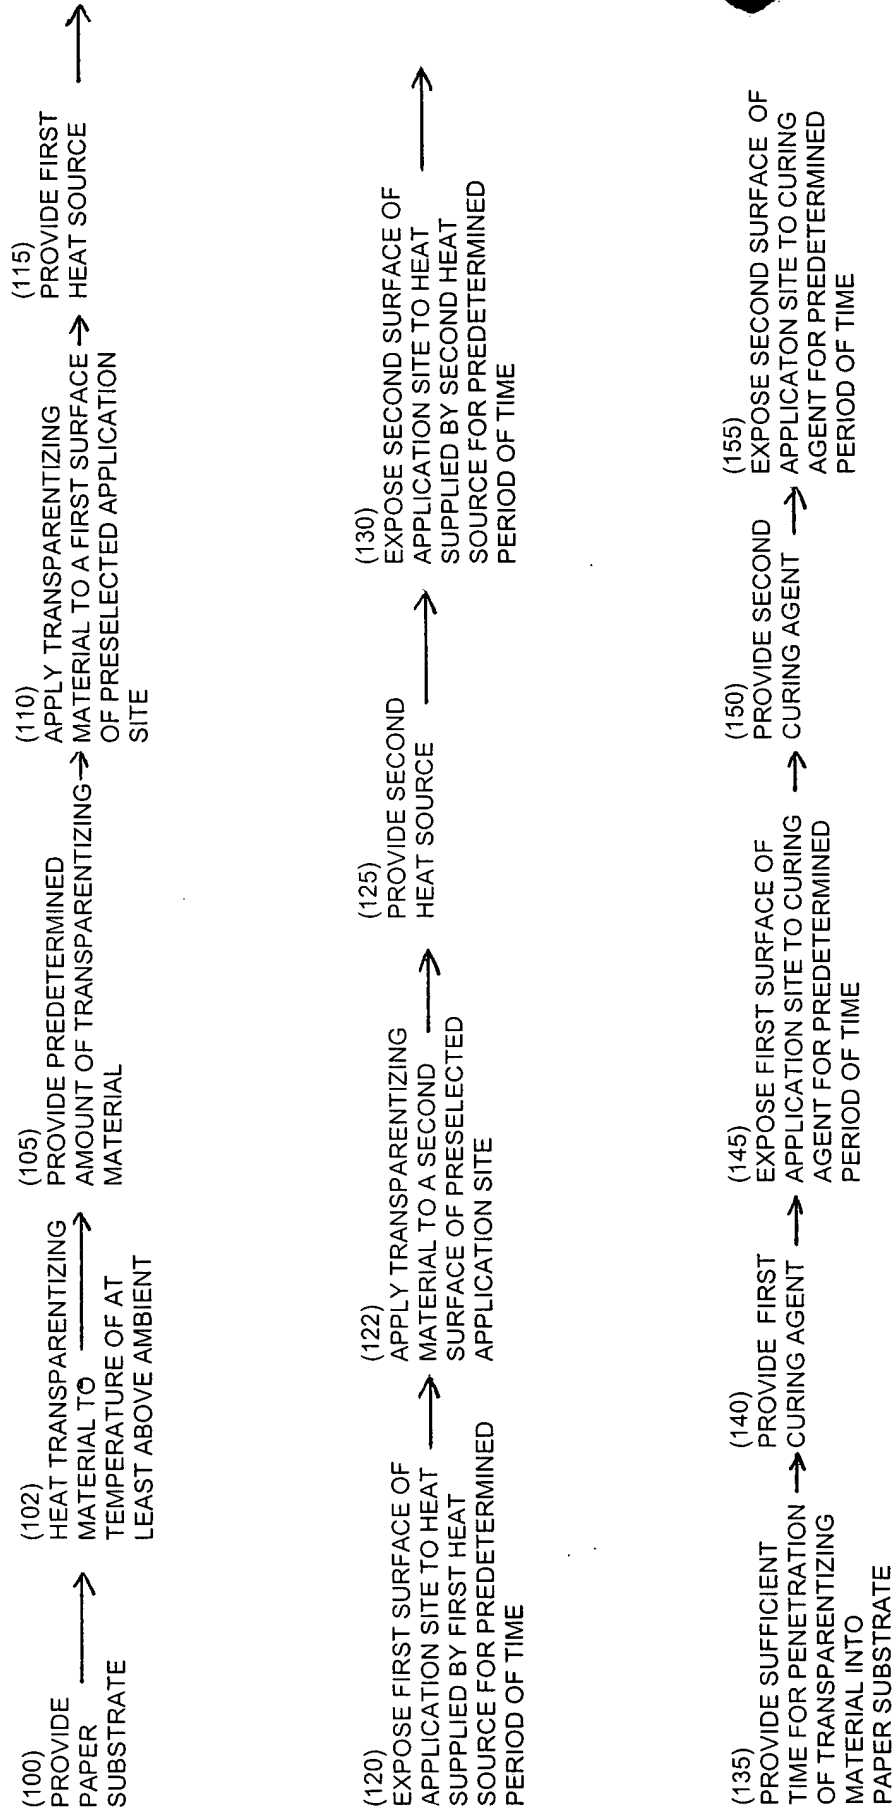 (100)
PROVIDE
PAPER
SUBSTRATE
(102)
HEAT TRANSPARENTIZING
MATERIAL TO
TEMPERATURE OF AT
LEAST ABOVE AMBIENT
(105)
PROVIDE PREDETERMINED
AMOUNT OF TRANSPARENTIZING
MATERIAL
(110)
APPLY TRANSPARENTIZING
MATERIAL TO A FIRST SURFACE
OF PRESELECTED APPLICATION
SITE
(115)
PROVIDE FIRST
HEAT SOURCE
(120)
EXPOSE FIRST SURFACE OF
APPLICATION SITE TO HEAT
SUPPLIED BY FIRST HEAT
SOURCE FOR PREDETERMINED
PERIOD OF TIME
(122)
APPLY TRANSPARENTIZING
MATERIAL TO A SECOND
SURFACE OF PRESELECTED
APPLICATION SITE
(125)
PROVIDE SECOND
HEAT SOURCE
(130)
EXPOSE SECOND SURFACE OF
APPLICATION SITE TO HEAT
SUPPLIED BY SECOND HEAT
SOURCE FOR PREDETERMINED
PERIOD OF TIME
(135)
PROVIDE SUFFICIENT
TIME FOR PENETRATION
OF TRANSPARENTIZING
MATERIAL INTO
PAPER SUBSTRATE
(140)
PROVIDE FIRST
CURING AGENT
(145)
EXPOSE FIRST SURFACE OF
APPLICATION SITE TO CURING
AGENT FOR PREDETERMINED
PERIOD OF TIME
(150)
PROVIDE SECOND
CURING AGENT
(155)
EXPOSE SECOND SURFACE OF
APPLICATON SITE TO CURING
AGENT FOR PREDETERMINED
PERIOD OF TIME